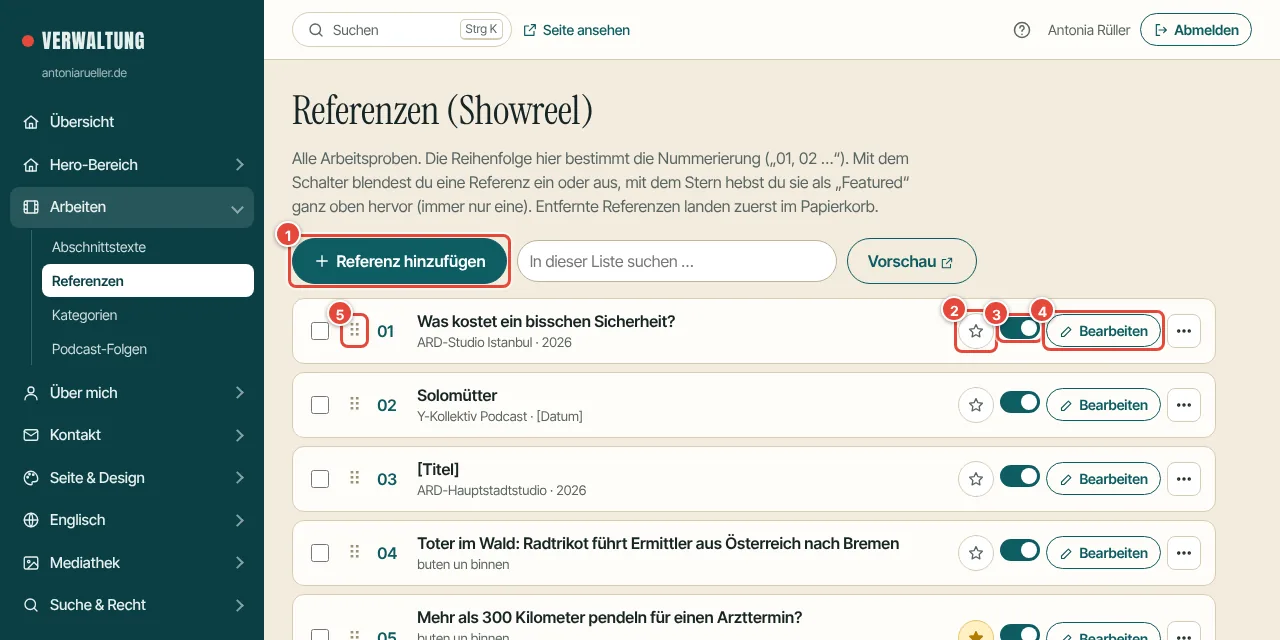 VERWALTUNG
antoniarueller.de
Übersicht
Hero-Bereich
Arbeiten
Abschnittstexte
Referenzen
Kategorien
Podcast-Folgen
Über mich
Kontakt
Seite & Design
Englisch
Mediathek
Suche & Recht
Suchen Strg K Seite ansehen
Antonia Rüller Abmelden
Referenzen (Showreel)
Alle Arbeitsproben. Die Reihenfolge hier bestimmt die Nummerierung („01, 02 …“). Mit dem
Schalter blendest du eine Referenz ein oder aus, mit dem Stern hebst du sie als „Featured“
ganz oben hervor (immer nur eine). Entfernte Referenzen landen zuerst im Papierkorb.
1
+ Referenz hinzufügen In dieser Liste suchen … Vorschau
5 2 3 4
01 Was kostet ein bisschen Sicherheit? Bearbeiten
ARD-Studio Istanbul · 2026
02 Solomütter Bearbeiten
Y-Kollektiv Podcast · [Datum]
03 [Titel] Bearbeiten
ARD-Hauptstadtstudio · 2026
04 Toter im Wald: Radtrikot führt Ermittler aus Österreich nach Bremen Bearbeiten
buten un binnen
05 Mehr als 300 Kilometer pendeln für einen Arzttermin? Bearbeiten
buten un binnen